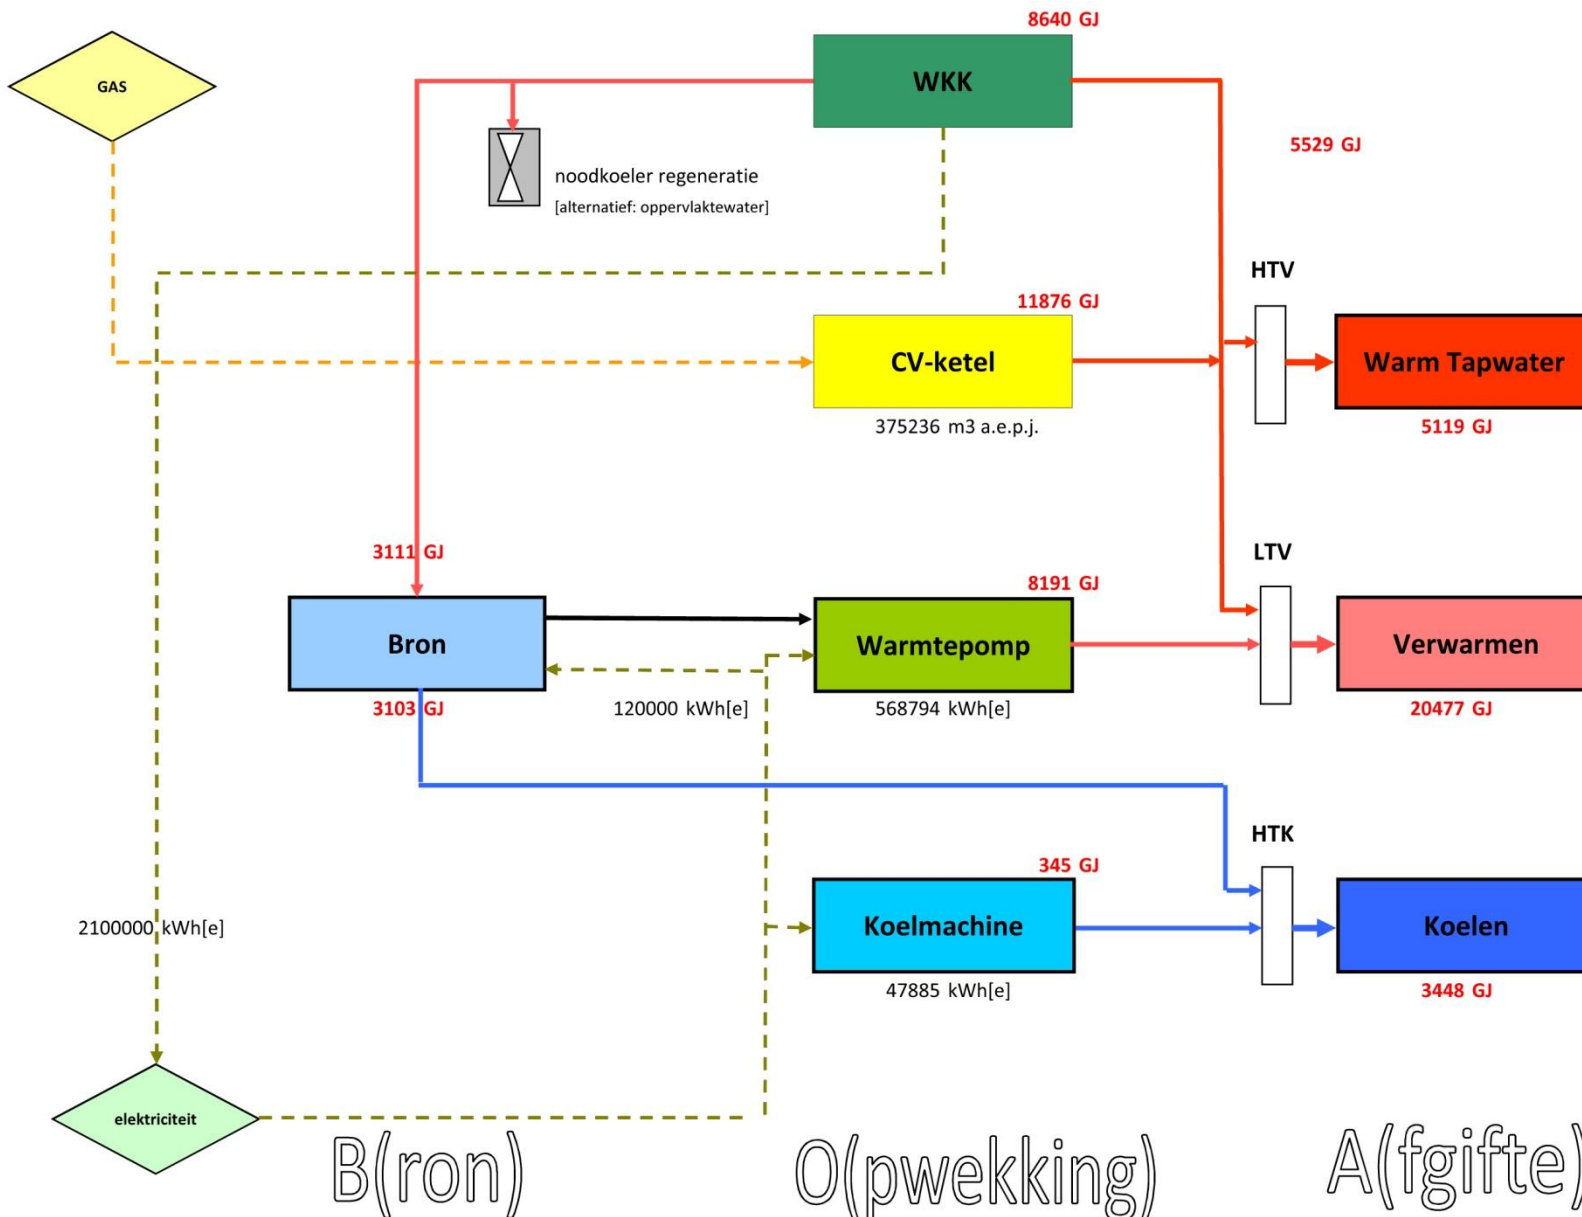 8640 GJ
GAS
WKK
5529 GJ
noodkoeler regeneratie
[alternatief: oppervlaktewater]
HTV
11876 GJ
CV-ketel
Warm Tapwater
375236 m3 a.e.p.j.
5119 GJ
3111 GJ
LTV
8191 GJ
Bron
Warmtepomp
Verwarmen
3103 GJ
120000 kWh[e]
568794 kWh[e]
20477 GJ
HTK
345 GJ
2100000 kWh[e]
Koelmachine
Koelen
47885 kWh[e]
3448 GJ
elektriciteit
B(ron)
O(pwekking)
A(fgifte)